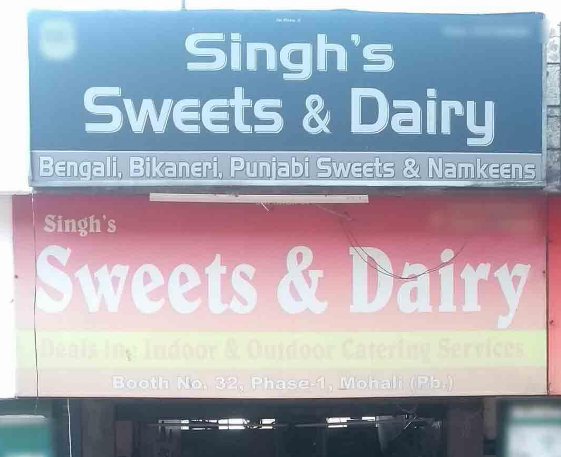 Singh's
Sweets & Dairy
Bengali, Bikaneri, Punjabi Sweets & Namkeens
Singh's
Sweets & Dairy
Deals in: Indoor & Outdoor Catering Services
Booth No. 32, Phase-1, Mohali (Pb.)